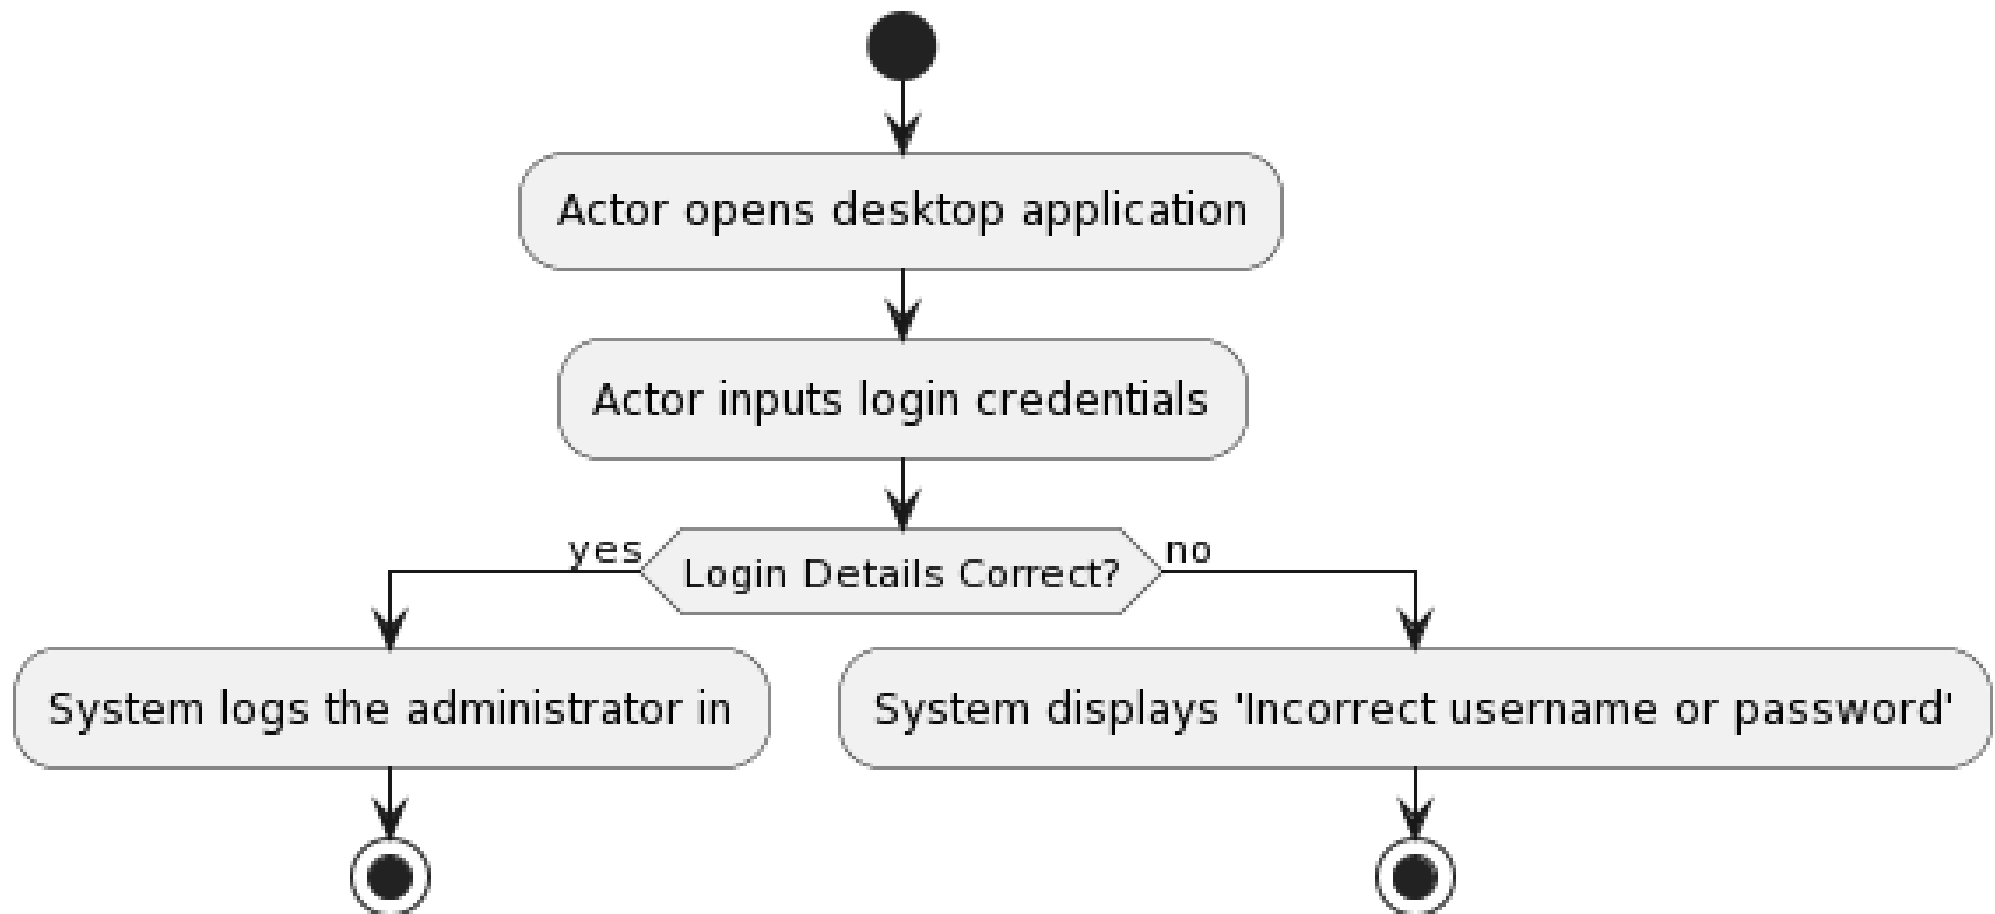 Actor opens desktop application
Actor inputs login credentials
yes
Login Details Correct?
no
System logs the administrator in
System displays 'Incorrect username or password'